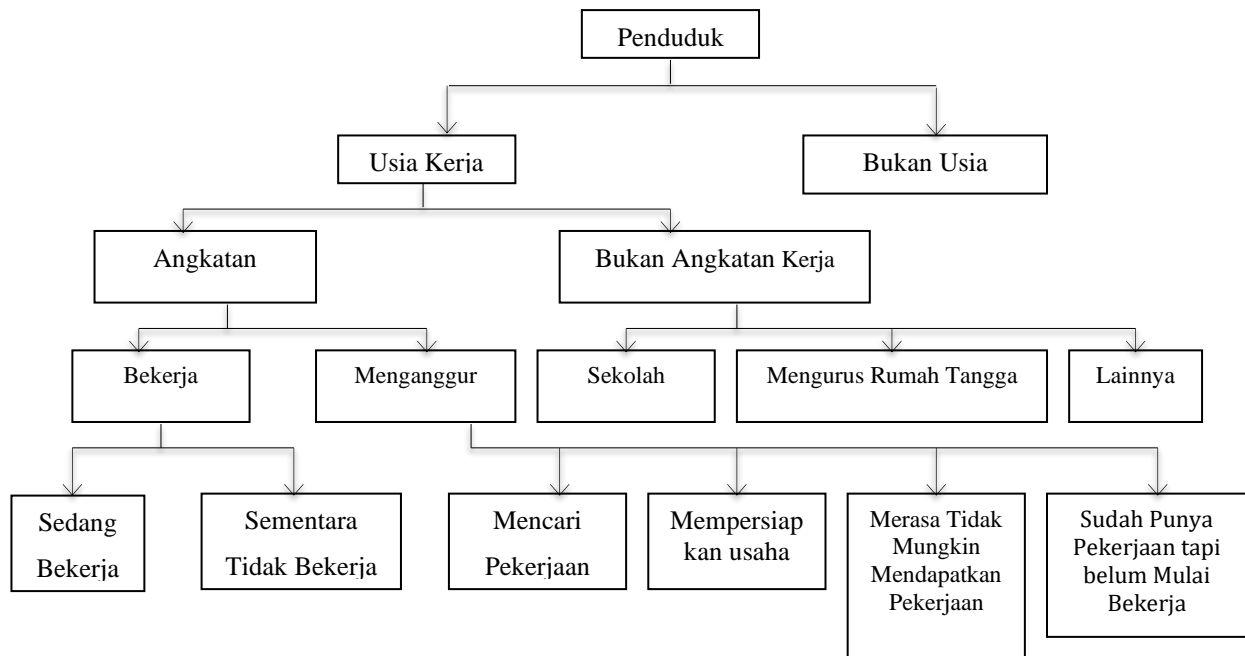 Penduduk
Usia Kerja
Bukan Usia
Angkatan
Bukan Angkatan Kerja
Bekerja
Menganggur
Sekolah
Mengurus Rumah Tangga
Lainnya
Sedang
Bekerja
Sementara
Tidak Bekerja
Mencari
Pekerjaan
Mempersiap
kan usaha
Merasa Tidak
Mungkin
Mendapatkan
Pekerjaan
Sudah Punya
Pekerjaan tapi
belum Mulai
Bekerja